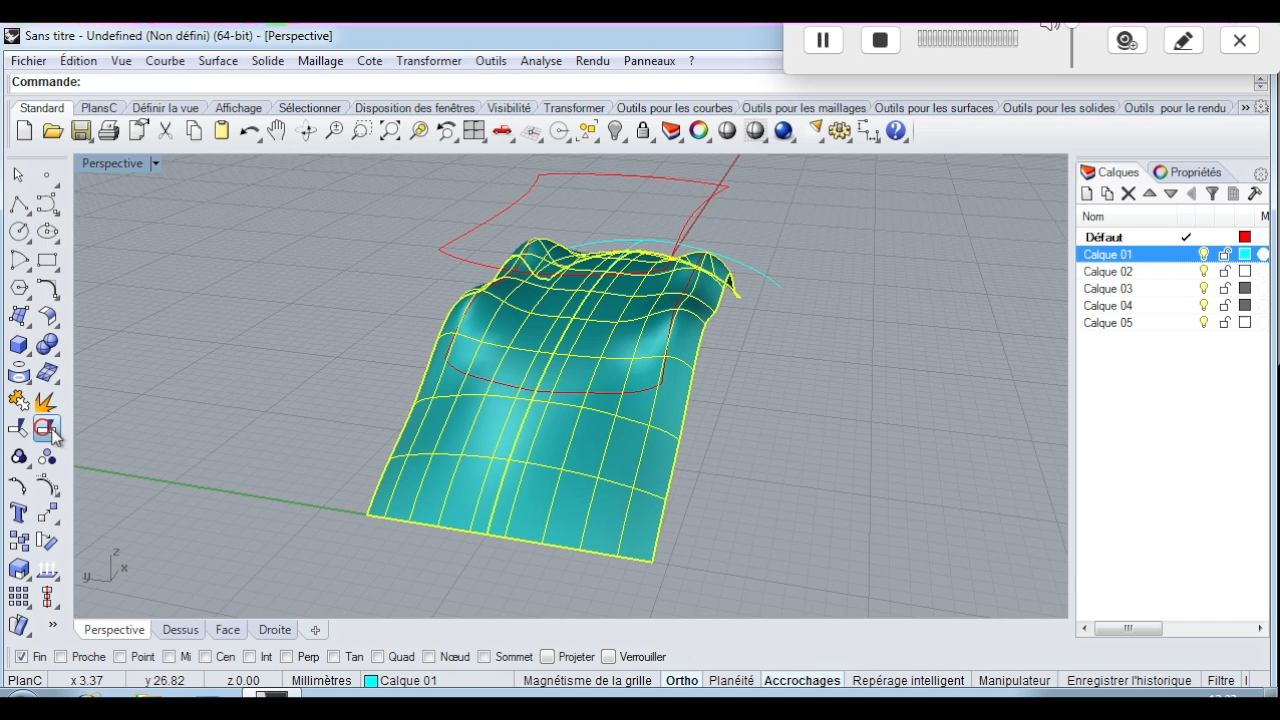 Sans titre - Undefined (Non défini) (64-bit) - [Perspective]
Fichier Édition Vue Courbe Surface Solide Maillage Cote Transformer Outils Analyse Rendu Panneaux ?
Commande:
Standard PlansC Définir la vue Affichage Sélectionner Disposition des fenêtres Visibilité Transformer Outils pour les courbes Outils pour les maillages Outils pour les surfaces Outils pour les solides Outils pour le rendu »
Perspective
Calques Propriétés
Nom M
Défaut
Calque 01
Calque 02
Calque 03
Calque 04
Calque 05
z
y x
Perspective Dessus Face Droite
Fin Proche Point Mi Cen Int Perp Tan Quad Nœud Sommet Projeter Verrouiller
PlanC x 3.37 y 26.82 z 0.00 Millimètres Calque 01 Magnétisme de la grille Ortho Planéité Accrochages Repérage intelligent Manipulateur Enregistrer l'historique Filtre